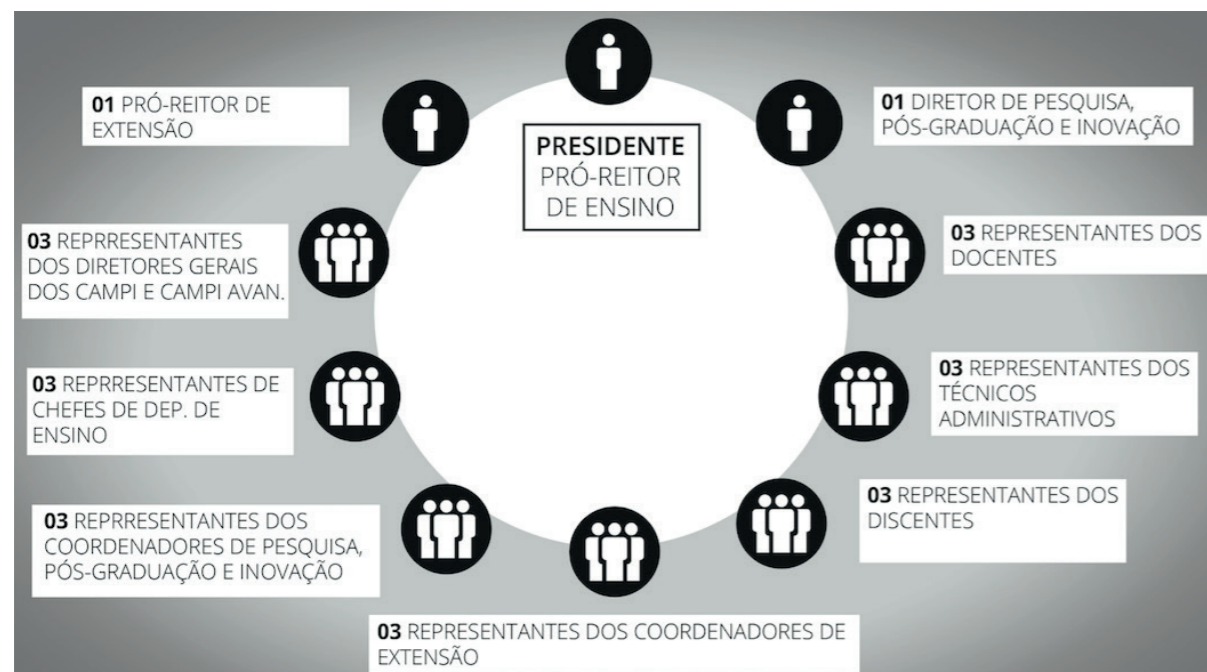 PRESIDENTE
PRÓ-REITOR
DE ENSINO
01 PRÓ-REITOR DE
EXTENSÃO
01 DIRETOR DE PESQUISA,
PÓS-GRADUAÇÃO E INOVAÇÃO
03 REPRRESENTANTES
DOS DIRETORES GERAIS
DOS CAMPI E CAMPI AVAN.
03 REPRESENTANTES DOS
DOCENTES
03 REPRRESENTANTES DE
CHEFES DE DEP. DE
ENSINO
03 REPRESENTANTES DOS
TÉCNICOS
ADMINISTRATIVOS
03 REPRRESENTANTES DOS
COORDENADORES DE PESQUISA,
PÓS-GRADUAÇÃO E INOVAÇÃO
03 REPRESENTANTES DOS
DISCENTES
03 REPRESENTANTES DOS COORDENADORES DE
EXTENSÃO